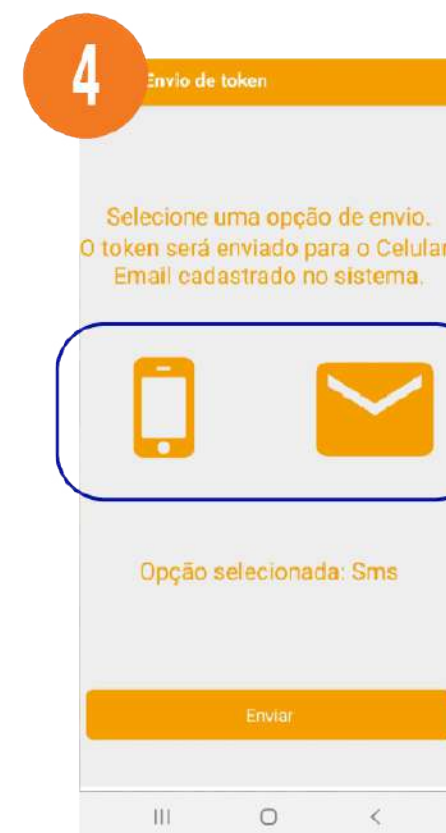 4
Envio de token
Selecione uma opção de envio.
O token será enviado para o Celular
Email cadastrado no sistema.
Opção selecionada: Sms
Enviar